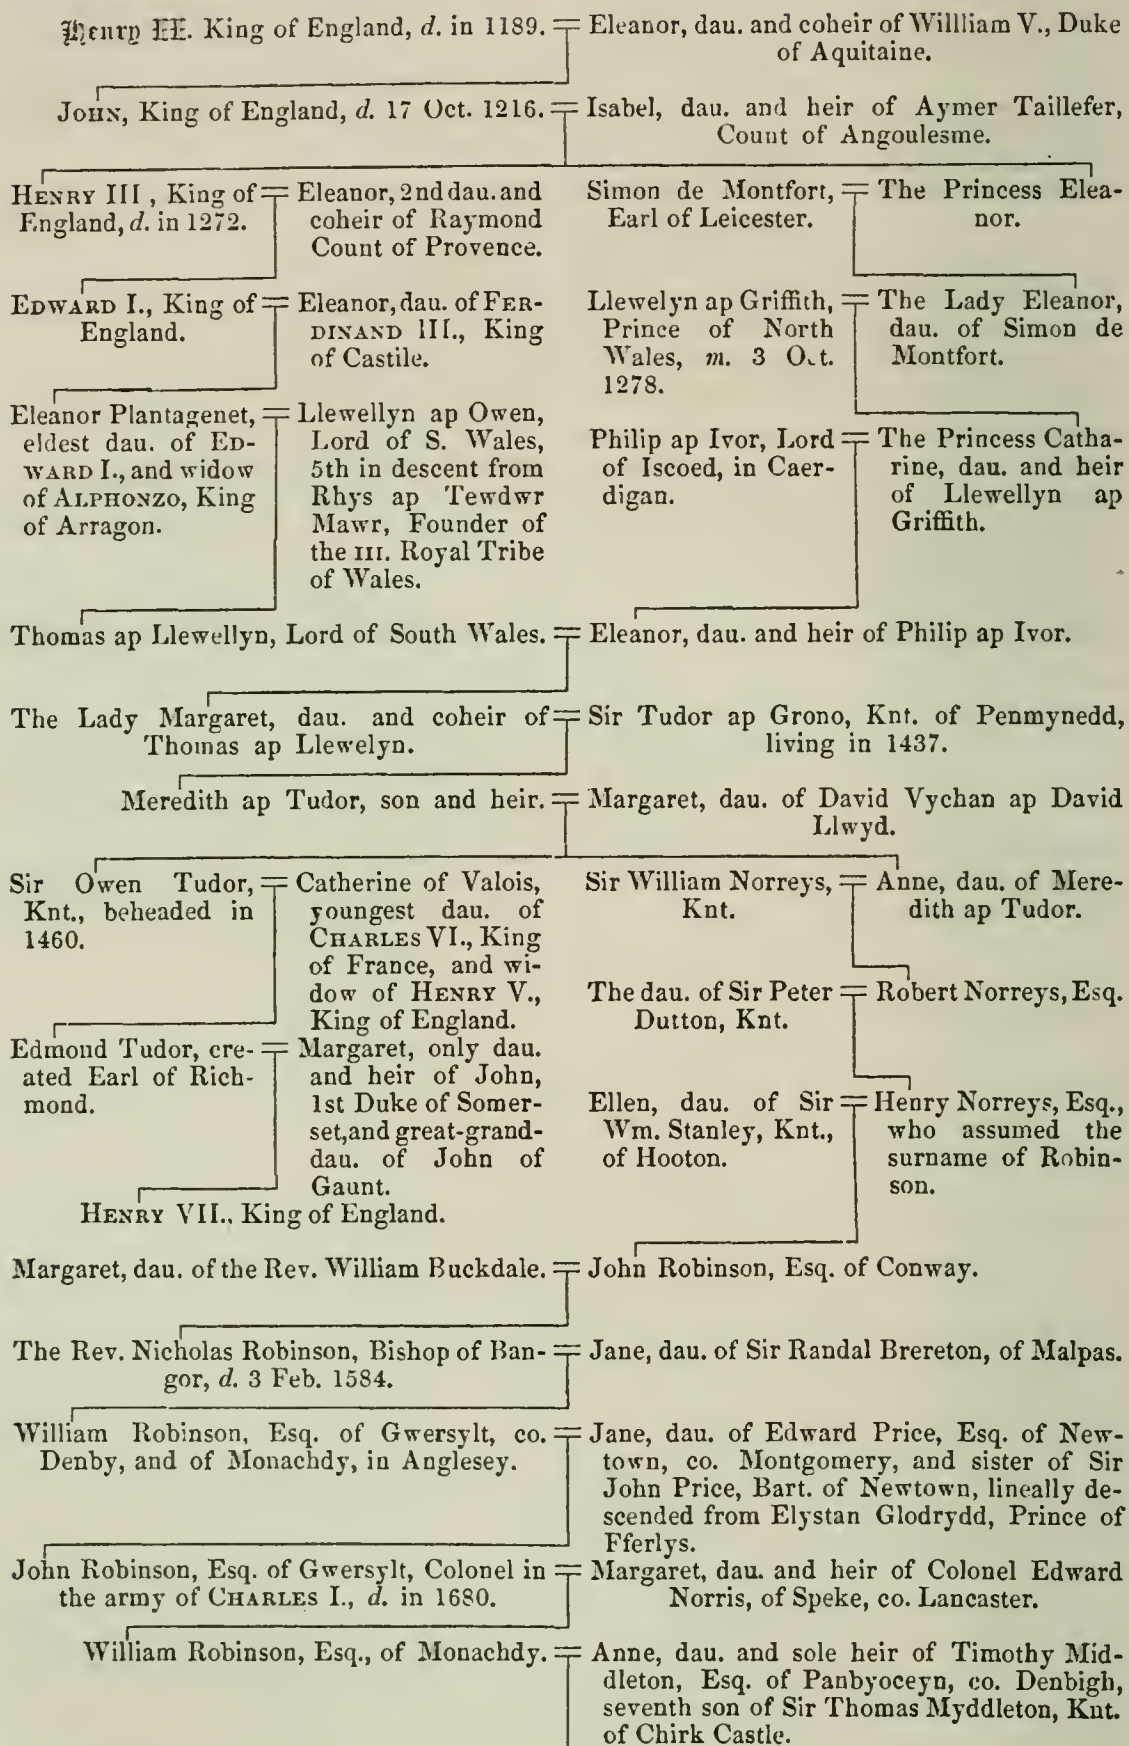 Henry II. King of England, d. in 1189. = Eleanor, dau. and coheir of Willliam V., Duke
of Aquitaine.
JOHN, King of England, d. 17 Oct. 1216. = Isabel, dau. and heir of Aymer Taillefer,
Count of Angoulesme.
HENRY III, King of
England, d. in 1272.
= Eleanor, 2nd dau. and
coheir of Raymond
Count of Provence.
Simon de Montfort,
Earl of Leicester.
= The Princess Elea-
nor.
EDWARD I., King of
England.
= Eleanor, dau. of FER-
DINAND III., King
of Castile.
Llewelyn ap Griffith,
Prince of North
Wales, m. 3 Oct.
1278.
= The Lady Eleanor,
dau. of Simon de
Montfort.
Eleanor Plantagenet,
eldest dau. of ED-
WARD I., and widow
of ALPHONZO, King
of Arragon.
= Llewellyn ap Owen,
Lord of S. Wales,
5th in descent from
Rhys ap Tewdwr
Mawr, Founder of
the III. Royal Tribe
of Wales.
Philip ap Ivor, Lord
of Iscoed, in Caer-
digan.
= The Princess Catha-
rine, dau. and heir
of Llewellyn ap
Griffith.
Thomas ap Llewellyn, Lord of South Wales. = Eleanor, dau. and heir of Philip ap Ivor.
The Lady Margaret, dau. and coheir of
Thomas ap Llewelyn.
= Sir Tudor ap Grono, Knt. of Penmynedd,
living in 1437.
Meredith ap Tudor, son and heir. = Margaret, dau. of David Vychan ap David
Llwyd.
Sir Owen Tudor,
Knt., beheaded in
1460.
= Catherine of Valois,
youngest dau. of
CHARLES VI., King
of France, and wi-
dow of HENRY V.,
King of England.
Sir William Norreys,
Knt.
= Anne, dau. of Mere-
dith ap Tudor.
The dau. of Sir Peter
Dutton, Knt.
= Robert Norreys, Esq.
Edmond Tudor, cre-
ated Earl of Rich-
mond.
= Margaret, only dau.
and heir of John,
1st Duke of Somer-
set, and great-grand-
dau. of John of
Gaunt.
Ellen, dau. of Sir
Wm. Stanley, Knt.,
of Hooton.
= Henry Norreys, Esq.,
who assumed the
surname of Robin-
son.
HENRY VII., King of England.
Margaret, dau. of the Rev. William Buckdale. = John Robinson, Esq. of Conway.
The Rev. Nicholas Robinson, Bishop of Ban-
gor, d. 3 Feb. 1584.
= Jane, dau. of Sir Randal Brereton, of Malpas.
William Robinson, Esq. of Gwersylt, co.
Denby, and of Monachdy, in Anglesey.
= Jane, dau. of Edward Price, Esq. of New-
town, co. Montgomery, and sister of Sir
John Price, Bart. of Newtown, lineally de-
scended from Elystan Glodrydd, Prince of
Fferlys.
John Robinson, Esq. of Gwersylt, Colonel in
the army of CHARLES I., d. in 1680.
= Margaret, dau. and heir of Colonel Edward
Norris, of Speke, co. Lancaster.
William Robinson, Esq., of Monachdy. = Anne, dau. and sole heir of Timothy Mid-
dleton, Esq. of Panbyoceyn, co. Denbigh,
seventh son of Sir Thomas Myddleton, Knt.
of Chirk Castle.